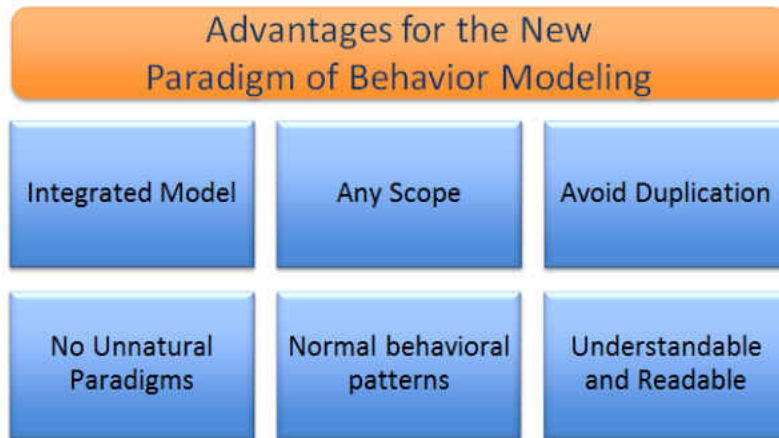 Advantages for the New
Paradigm of Behavior Modeling
Integrated Model
Any Scope
Avoid Duplication
No Unnatural
Paradigms
Normal behavioral
patterns
Understandable
and Readable